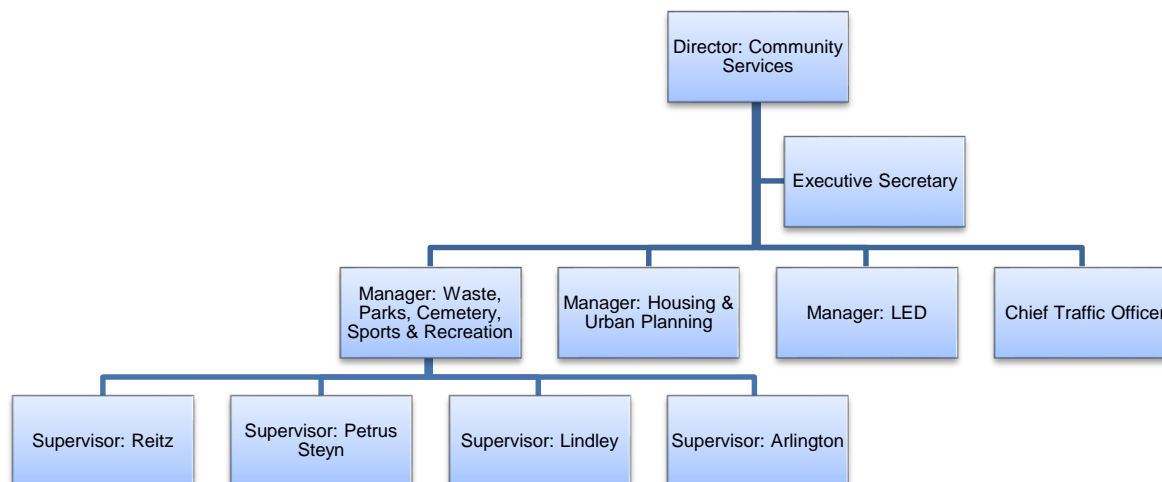 Director: Community
Services
Executive Secretary
Manager: Waste,
Parks, Cemetery,
Sports & Recreation
Manager: Housing &
Urban Planning
Manager: LED
Chief Traffic Officer
Supervisor: Reitz
Supervisor: Petrus
Steyn
Supervisor: Lindley
Supervisor: Arlington